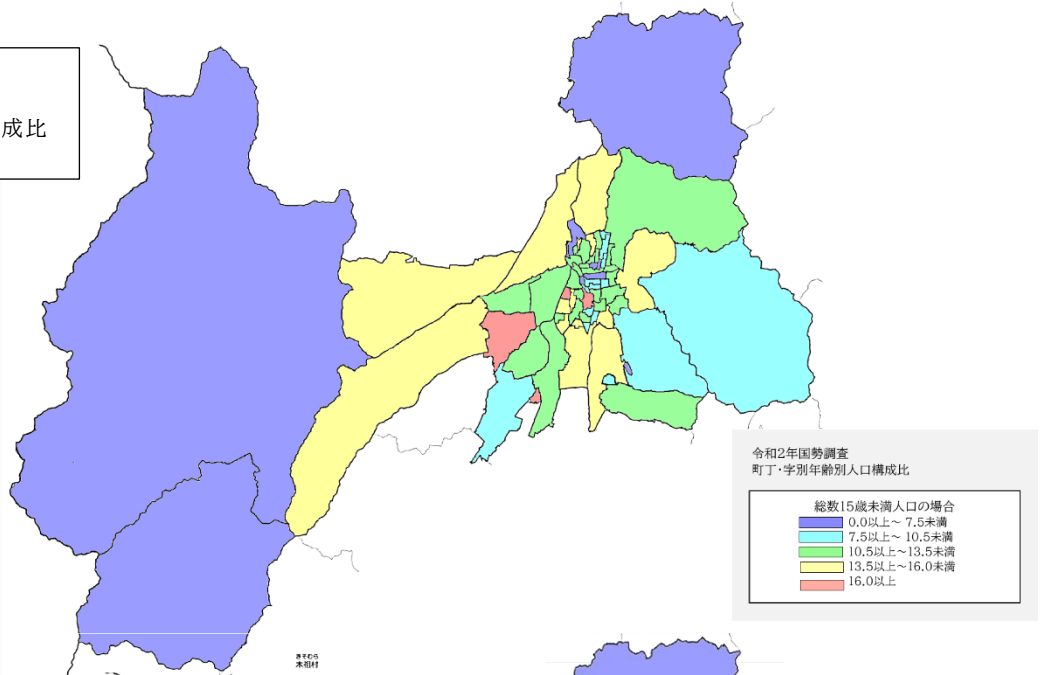 成比
令和2年国勢調査
町丁・字別年齢別人口構成比
総数15歳未満人口の場合
0.0以上～ 7.5未満
7.5以上～ 10.5未満
10.5以上～13.5未満
13.5以上～16.0未満
16.0以上
きそむら
木祖村